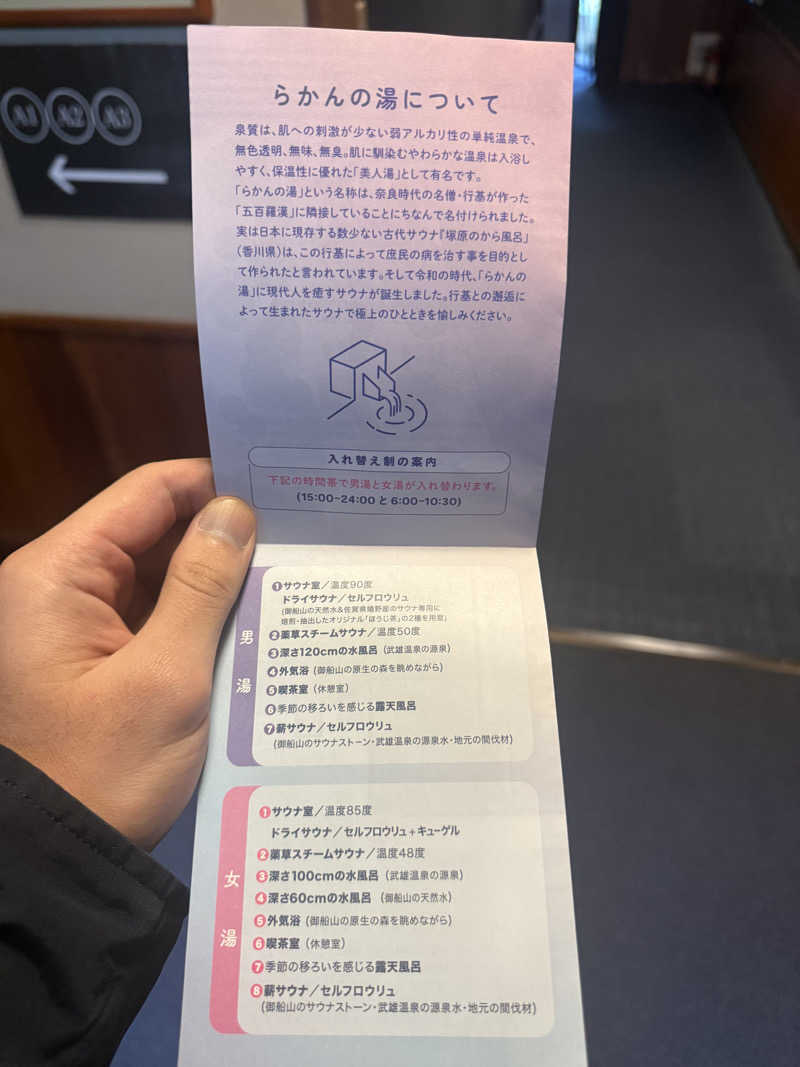 A1 A2 A3
らかんの湯について
泉質は、肌への刺激が少ない弱アルカリ性の単純温泉で、
無色透明、無味、無臭。肌に馴染むやわらかな温泉は入浴し
やすく、保温性に優れた「美人湯」として有名です。
「らかんの湯」という名称は、奈良時代の名僧・行基が作った
「五百羅漢」に隣接していることにちなんで名付けられました。
実は日本に現存する数少ない古代サウナ『塚原のから風呂』
(香川県)は、この行基によって庶民の病を治す事を目的とし
て作られたと言われています。そして令和の時代、「らかんの
湯」に現代人を癒すサウナが誕生しました。行基との邂逅に
よって生まれたサウナで極上のひとときを愉しみください。
入れ替え制の案内
下記の時間帯で男湯と女湯が入れ替わります。
(15:00-24:00 と 6:00-10:30)
男湯
❶サウナ室／温度90度
ドライサウナ／セルフロウリュ
(御船山の天然水&佐賀県嬉野産のサウナ専用に
焙煎・抽出したオリジナル「ほうじ茶」の2種を用意)
❷薬草スチームサウナ／温度50度
❸深さ120cmの水風呂（武雄温泉の源泉）
❹外気浴（御船山の原生の森を眺めながら）
❺喫茶室（休憩室）
❻季節の移ろいを感じる露天風呂
❼薪サウナ／セルフロウリュ
(御船山のサウナストーン・武雄温泉の源泉水・地元の間伐材)
女湯
❶サウナ室／温度85度
ドライサウナ／セルフロウリュ+キューゲル
❷薬草スチームサウナ／温度48度
❸深さ100cmの水風呂（武雄温泉の源泉）
❹深さ60cmの水風呂（御船山の天然水）
❺外気浴（御船山の原生の森を眺めながら）
❻喫茶室（休憩室）
❼季節の移ろいを感じる露天風呂
❽薪サウナ／セルフロウリュ
(御船山のサウナストーン・武雄温泉の源泉水・地元の間伐材)